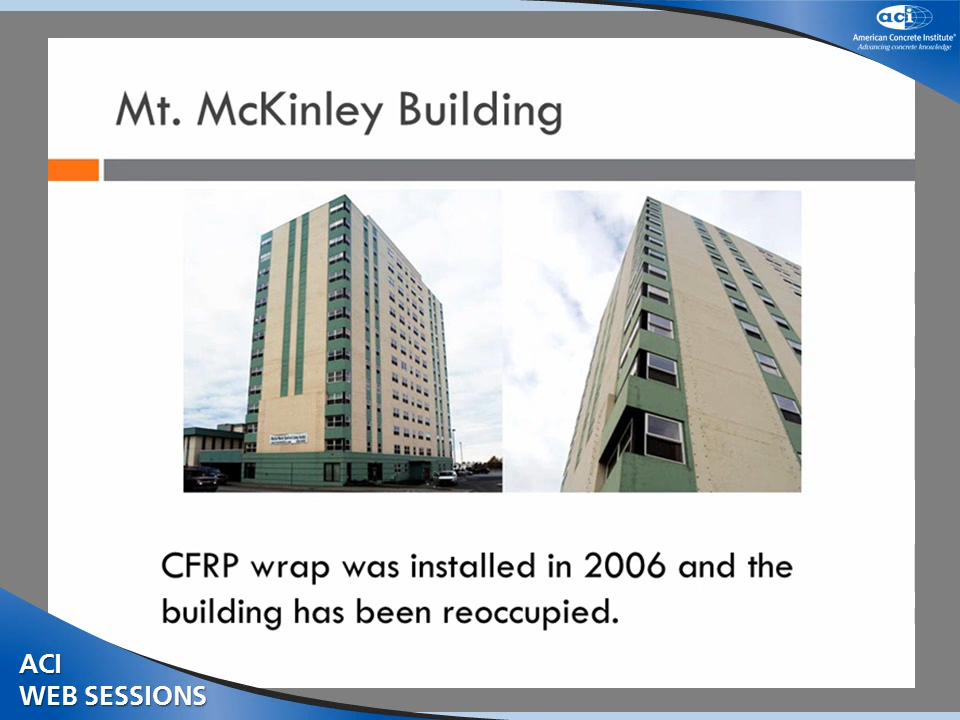 aci
American Concrete Institute®
Advancing concrete knowledge
Mt. McKinley Building
CFRP wrap was installed in 2006 and the
building has been reoccupied.
ACI
WEB SESSIONS